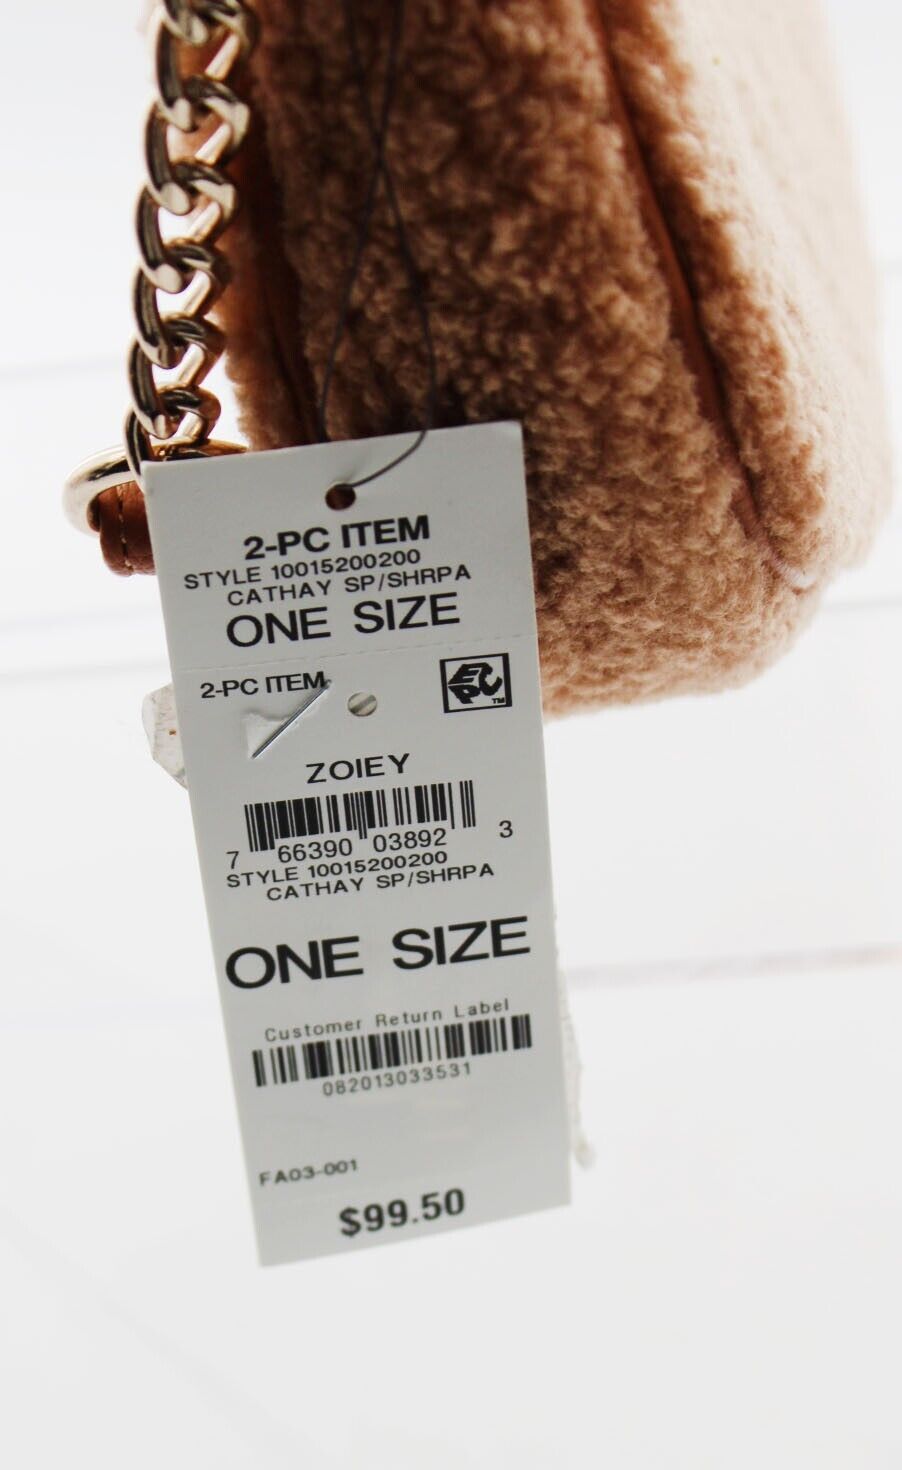 2-PC ITEM
STYLE 10015200200
CATHAY SP/SHRPA
ONE SIZE
2-PC ITEM
EPC™
ZOIEY
7 66390 03892 3
STYLE 10015200200
CATHAY SP/SHRPA
ONE SIZE
Customer Return Label
082013033531
FA03-001
$99.50